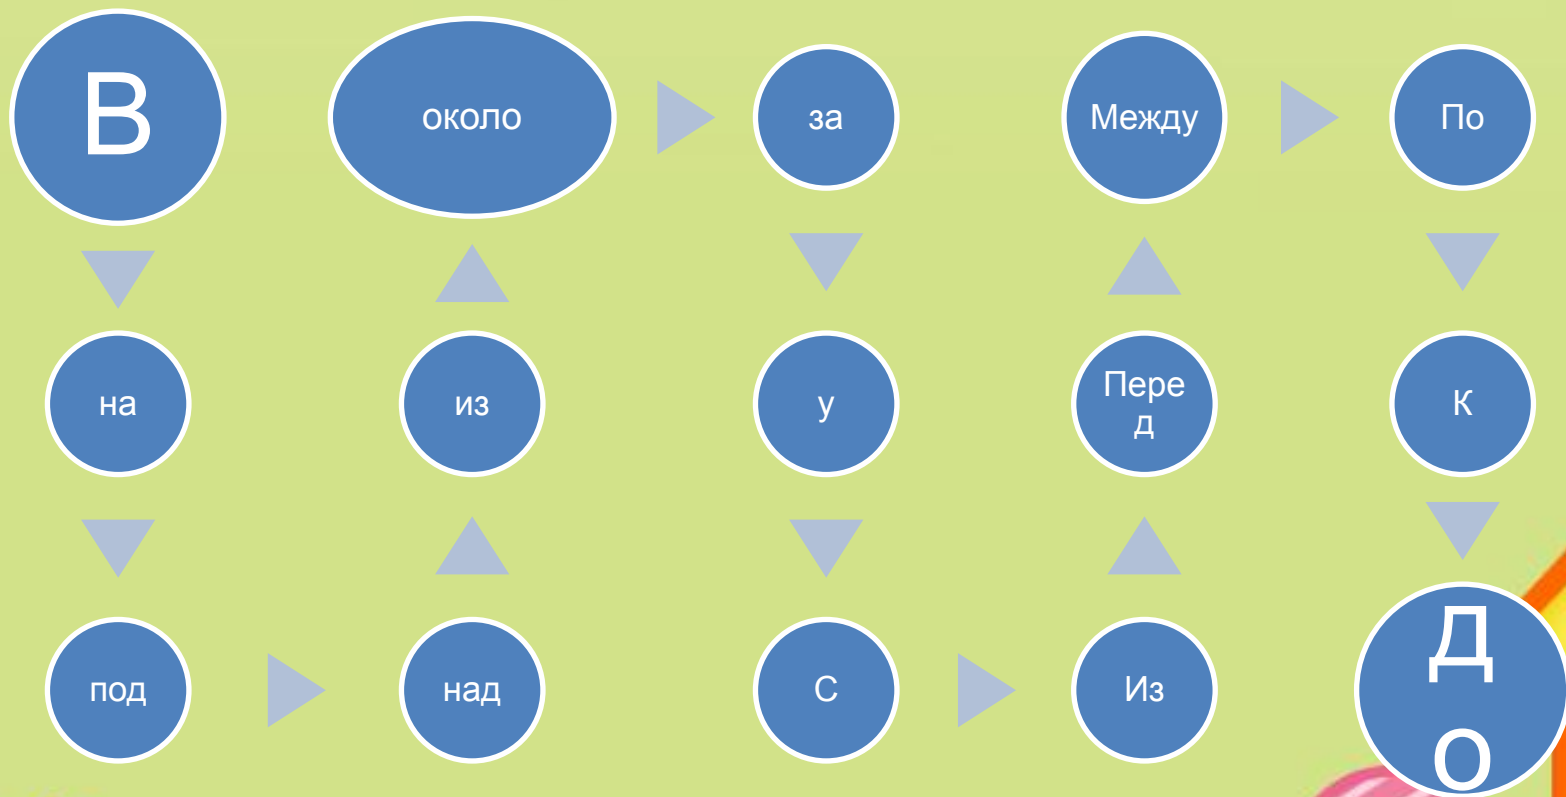 В
на
под
над
из
около
за
у
С
Из
Пере
д
Между
По
К
Д
о